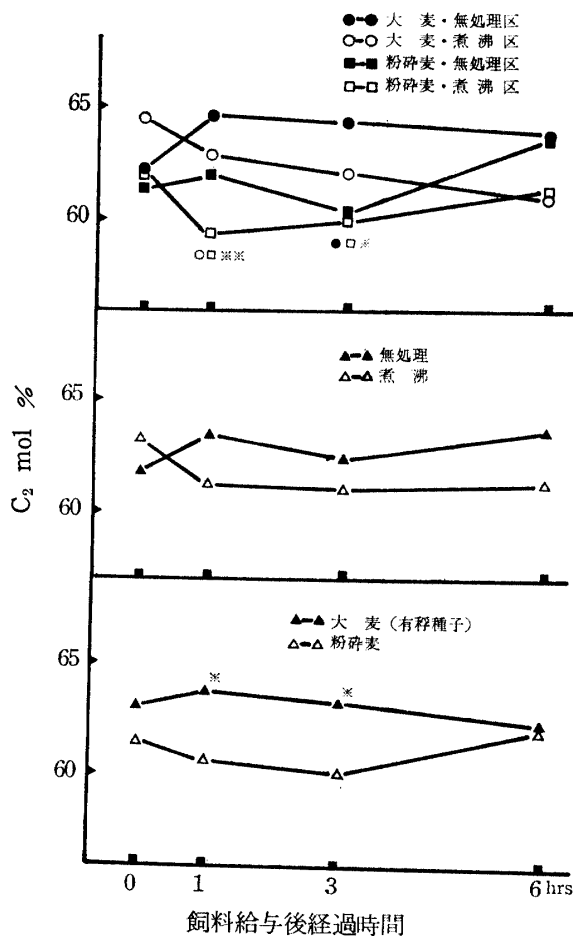 ●-● 大 麦・無処理区
○-○ 大 麦・煮 沸 区
■-■ 粉砕麦・無処理区
□-□ 粉砕麦・煮 沸 区
65
60
○□※※
●□※
▲-▲ 無処理
△-△ 煮 沸
65
60
C₂ mol %
▲-▲ 大 麦（有稃種子）
△-△ 粉砕麦
65
※
※
60
0 1 3 6 hrs
飼料給与後経過時間